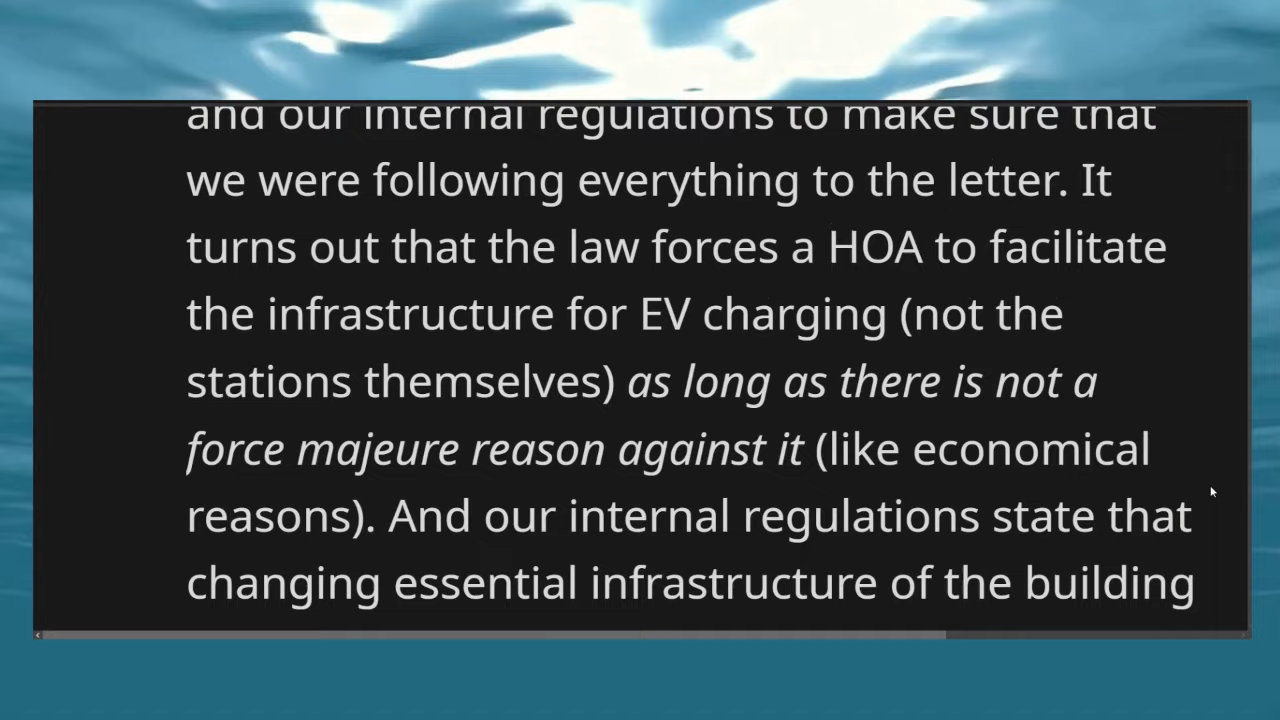 and our internal regulations to make sure that
we were following everything to the letter. It
turns out that the law forces a HOA to facilitate
the infrastructure for EV charging (not the
stations themselves) as long as there is not a
force majeure reason against it (like economical
reasons). And our internal regulations state that
changing essential infrastructure of the building